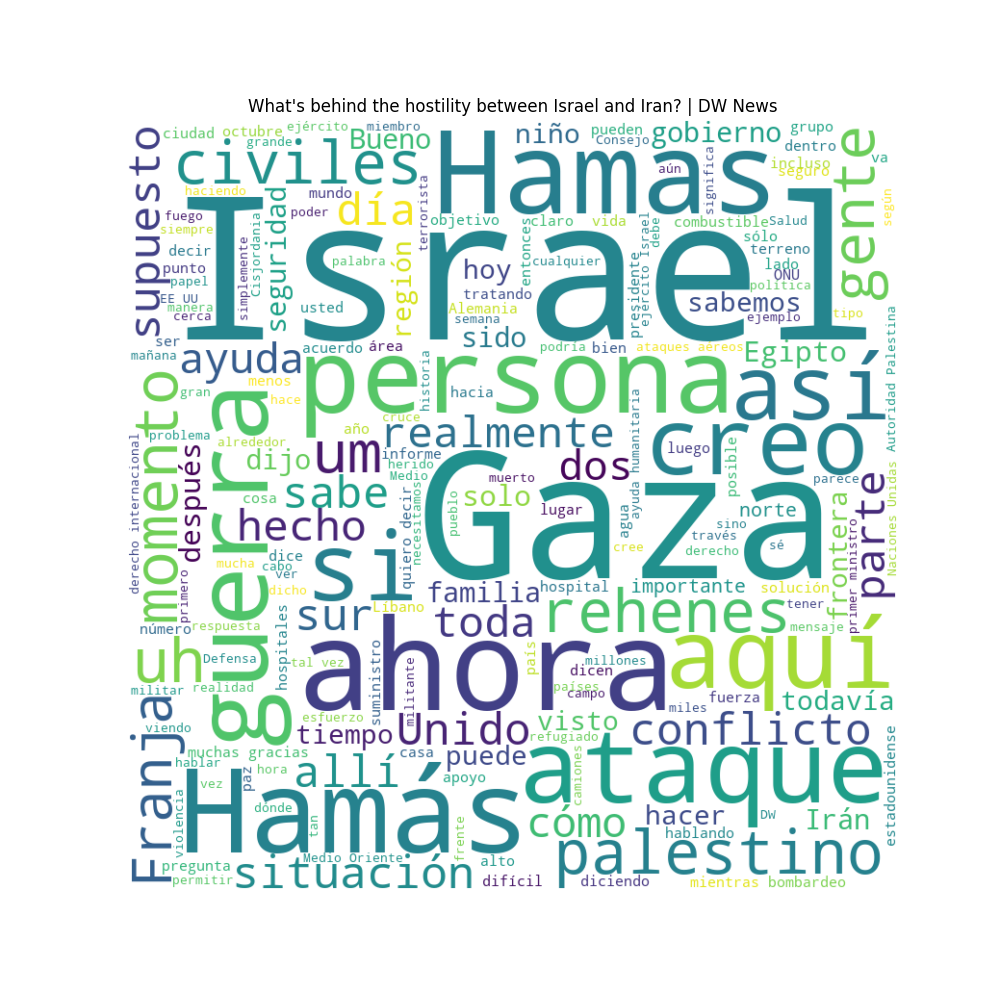 What's behind the hostility between Israel and Iran? | DW News
supuesto
ciudad
octubre
ejército
grande
miembro
Bueno
civiles
Hamas
niño
pueden
Consejo
gobierno
grupo
dentro
va
incluso
seguro
gente
según
aún
significa
haciendo
mundo
día
terrorista
fuego
poder
siempre
seguridad
región
objetivo
claro
vida
combustible
Salud
sólo
terreno
decir
simplemente
Cisjordania
Israel
palabra
hoy
entonces
cualquier
debe
ejército Israel
presidente
lado
ONU
política
punto
papel
EE UU
manera
cerca
usted
tratando
Alemania
semana
sabemos
ejemplo
tipo
ser
mañana
ayuda
acuerdo
área
sido
podría
bien
ataques aéreos
Egipto
Autoridad Palestina
gran
menos
hace
persona
historia
hacia
así
momento
guerra
problema
alrededor
año
cruce
realmente
creo
luego
derecho internacional
después
dijo
um
informe
herido
Medio
dos
ayuda humanitaria
posible
parece
cosa
sabe
quiero decir
necesitamos
pueblo
solo
muerto
lugar
agua
norte
parte
Naciones Unidas
hecho
Gaza
sino
través
derecho
sé
frontera
primer ministro
mucha
dice
cabo
ver
si
cree
primero
dicho
familia
hospital
importante
solución
tener
número
respuesta
hospitales
sur
Líbano
toda
rehenes
mensaje
uh
Defensa
tal vez
suministro
ahora
país
millones
dicen
países
campo
aquí
militar
realidad
militante
miles
fuerza
todavía
Franja
viendo
esfuerzo
tiempo
Unido
visto
refugiado
conflicto
estadounidense
muchas gracias
hablar
hora
casa
puede
vez
paz
allí
apoyo
camiones
ataque
violencia
Hamás
dónde
tan
cómo
hacer
DW
Irán
hablando
pregunta
permitir
situación
Medio Oriente
frente
alto
difícil
palestino
diciendo
mientras
bombardeo